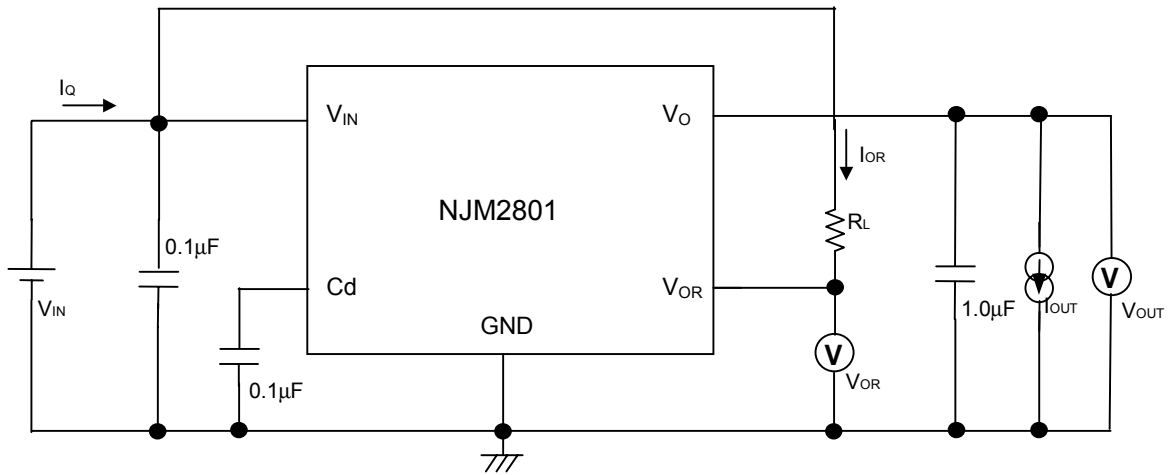 IQ
VIN
VO
IOR
NJM2801
RL
0.1μF
Cd
VOR
VIN
GND
1.0μF
IOUT
V
VOUT
0.1μF
V
VOR